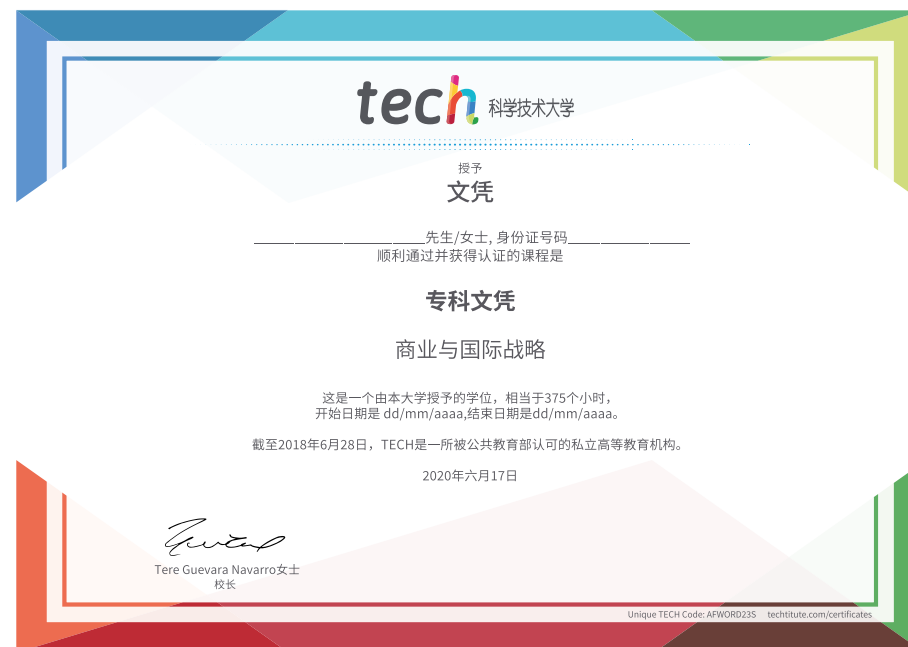 tech 科学技术大学
授予
文凭
先生/女士, 身份证号码
顺利通过并获得认证的课程是
专科文凭
商业与国际战略
这是一个由本大学授予的学位，相当于375个小时，
开始日期是 dd/mm/aaaa,结束日期是dd/mm/aaaa。
截至2018年6月28日，TECH是一所被公共教育部认可的私立高等教育机构。
2020年六月17日
Tere Guevara Navarro女士
校长
Unique TECH Code: AFWORD23S techtitute.com/certificates